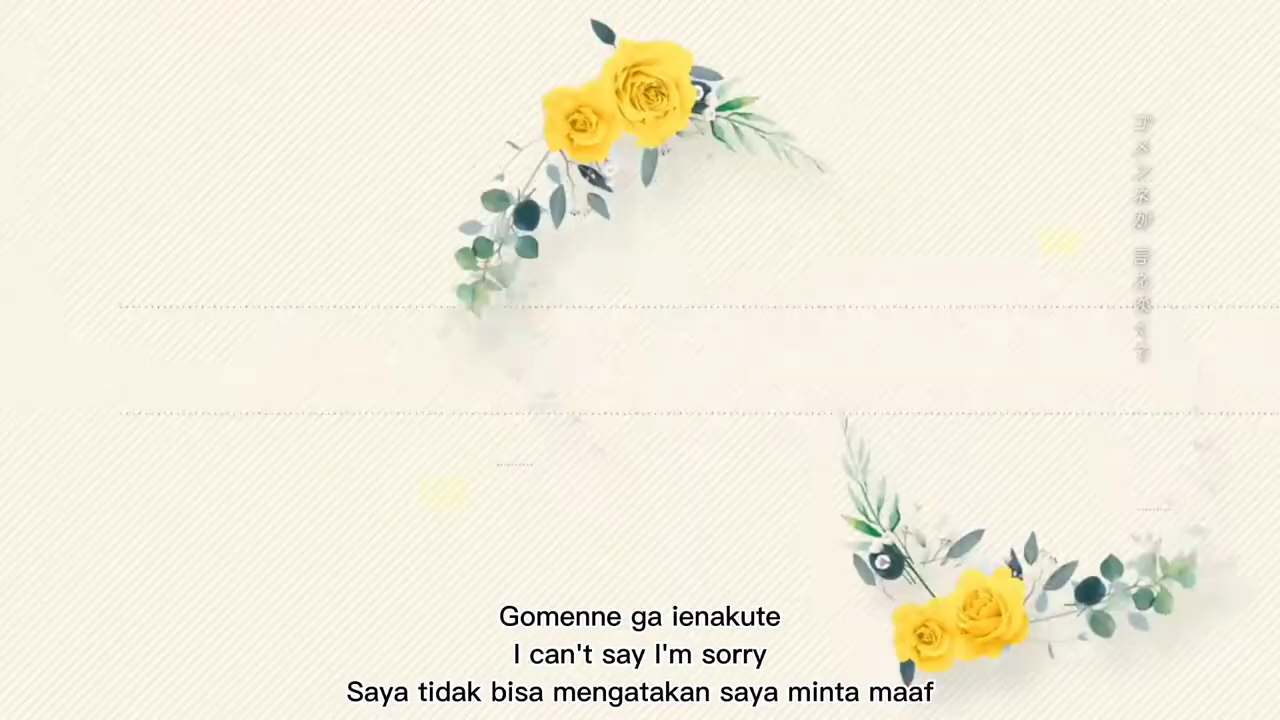 ゴメンネが 言えなくて
Gomenne ga ienakute
I can't say I'm sorry
Saya tidak bisa mengatakan saya minta maaf